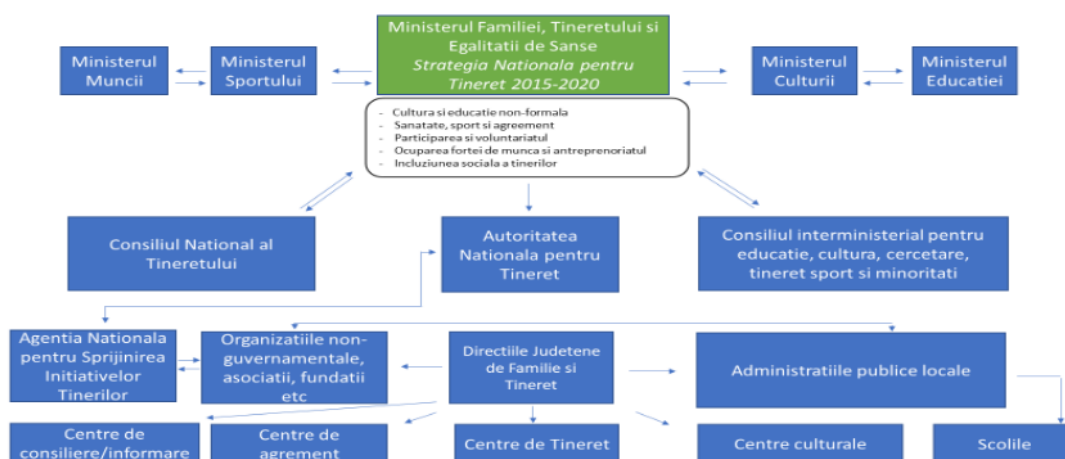 Ministerul Familiei, Tineretului si
Egalitatii de Sanse
Strategia Nationala pentru
Tineret 2015-2020
Ministerul
Muncii
Ministerul
Sportului
Ministerul
Culturii
Ministerul
Educatiei
- Cultura si educatie non-formala
- Sanatate, sport si agreement
- Participarea si voluntariatul
- Ocuparea fortei de munca si antreprenoriatul
- Incluziunea sociala a tinerilor
Consiliul National al
Tineretului
Autoritatea
Nationala pentru
Tineret
Consiliul interministerial pentru
educatie, cultura, cercetare,
tineret sport si minoritati
Agentia Nationala
pentru Sprijinirea
Initiativelor
Tinerilor
Organizatiile non-
guvernamentale,
asociatii, fundatii
etc
Directiile Judetene
de Familie si
Tineret
Administratiile publice locale
Centre de
consiliere/informare
Centre de
agrement
Centre de Tineret
Centre culturale
Scolile